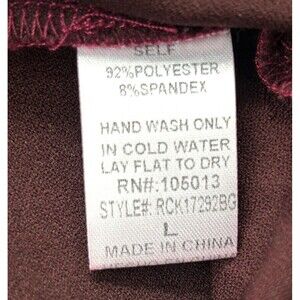 SELF
92%POLYESTER
8%SPANDEX
HAND WASH ONLY
IN COLD WATER
LAY FLAT TO DRY
RN#:105013
STYLE#: RCK17292BG
L
MADE IN CHINA